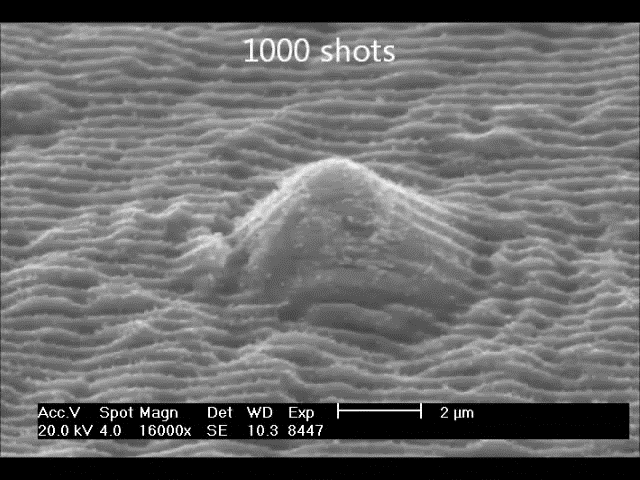 1000 shots
Acc.V Spot Magn Det WD Exp 2 µm
20.0 kV 4.0 16000x SE 10.3 8447